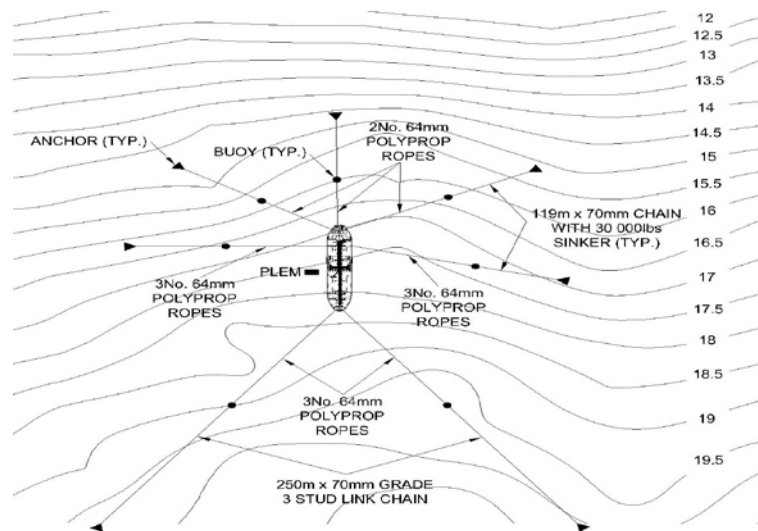 12
12.5
13
13.5
14
14.5
15
15.5
16
16.5
17
17.5
18
18.5
19
19.5
ANCHOR (TYP.)
BUOY (TYP.)
2No. 64mm
POLYPROP
ROPES
119m x 70mm CHAIN
WITH 30 000lbs
SINKER (TYP.)
PLEM
3No. 64mm
POLYPROP
ROPES
3No. 64mm
POLYPROP
ROPES
3No. 64mm
POLYPROP
ROPES
250m x 70mm GRADE
3 STUD LINK CHAIN